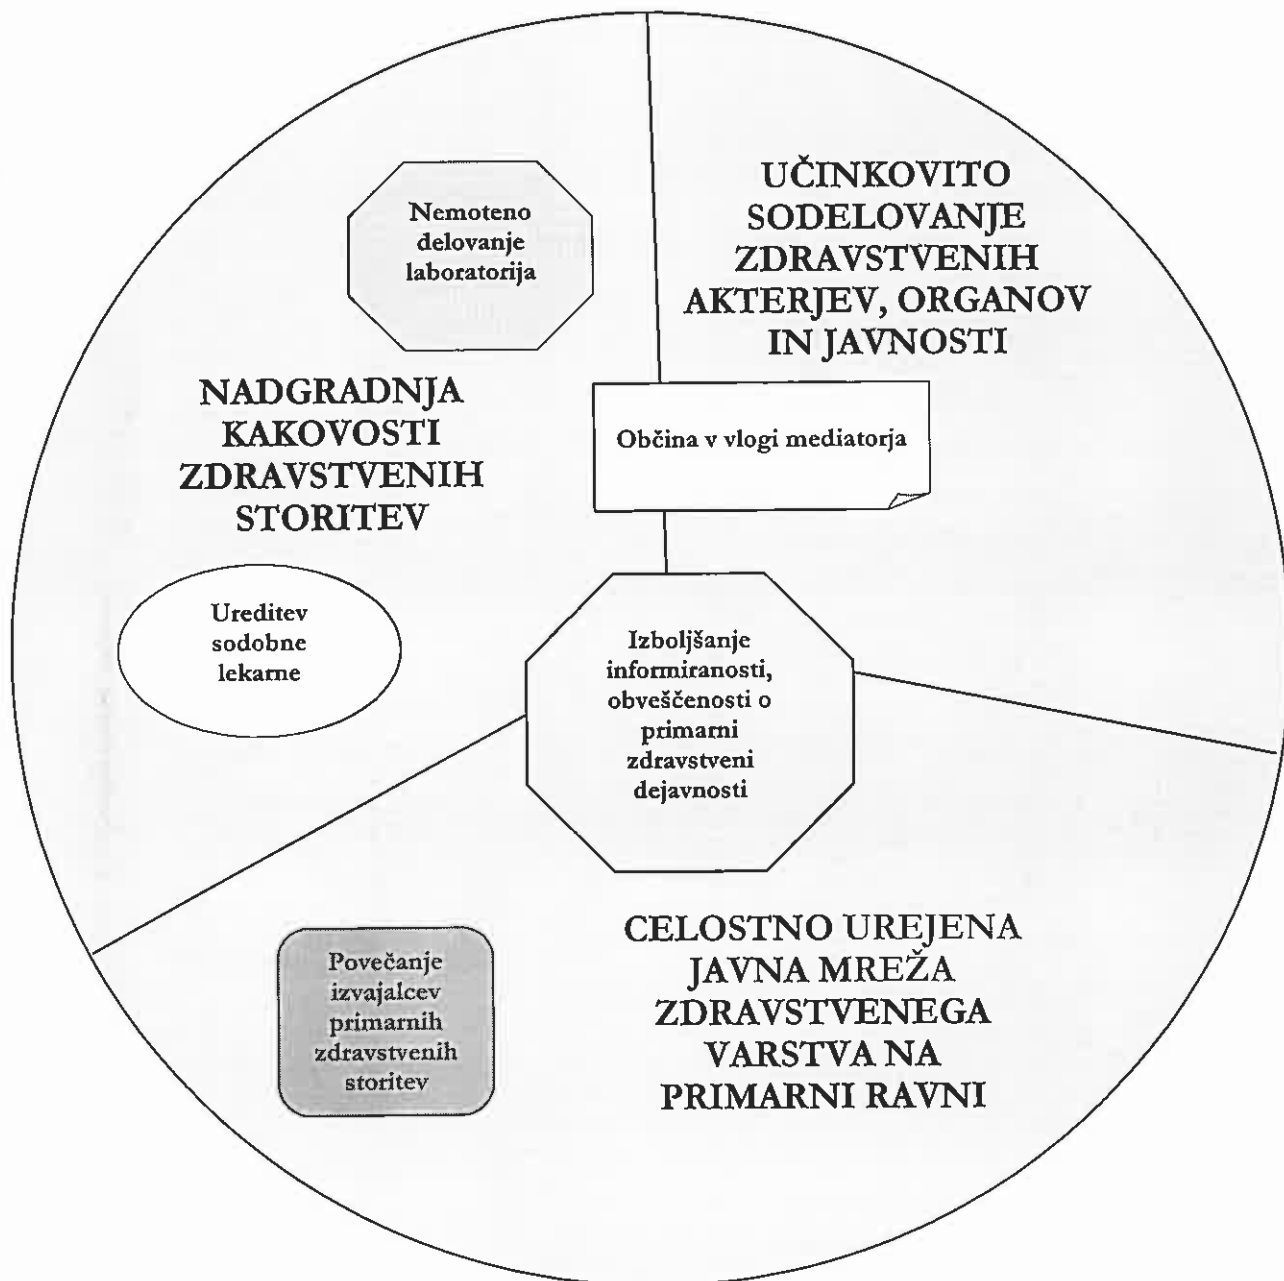 Nemoteno
delovanje
laboratorija
UČINKOVITO
SODELOVANJE
ZDRAVSTVENIH
AKTERJEV, ORGANOV
IN JAVNOSTI
NADGRADNJA
KAKOVOSTI
ZDRAVSTVENIH
STORITEV
Občina v vlogi mediatorja
Ureditev
sodobne
lekarne
Izboljšanje
informiranosti,
obveščenosti o
primarni
zdravstveni
dejavnosti
Povečanje
izvajalcev
primarnih
zdravstvenih
storitev
CELOSTNO UREJENA
JAVNA MREŽA
ZDRAVSTVENEGA
VARSTVA NA
PRIMARNI RAVNI